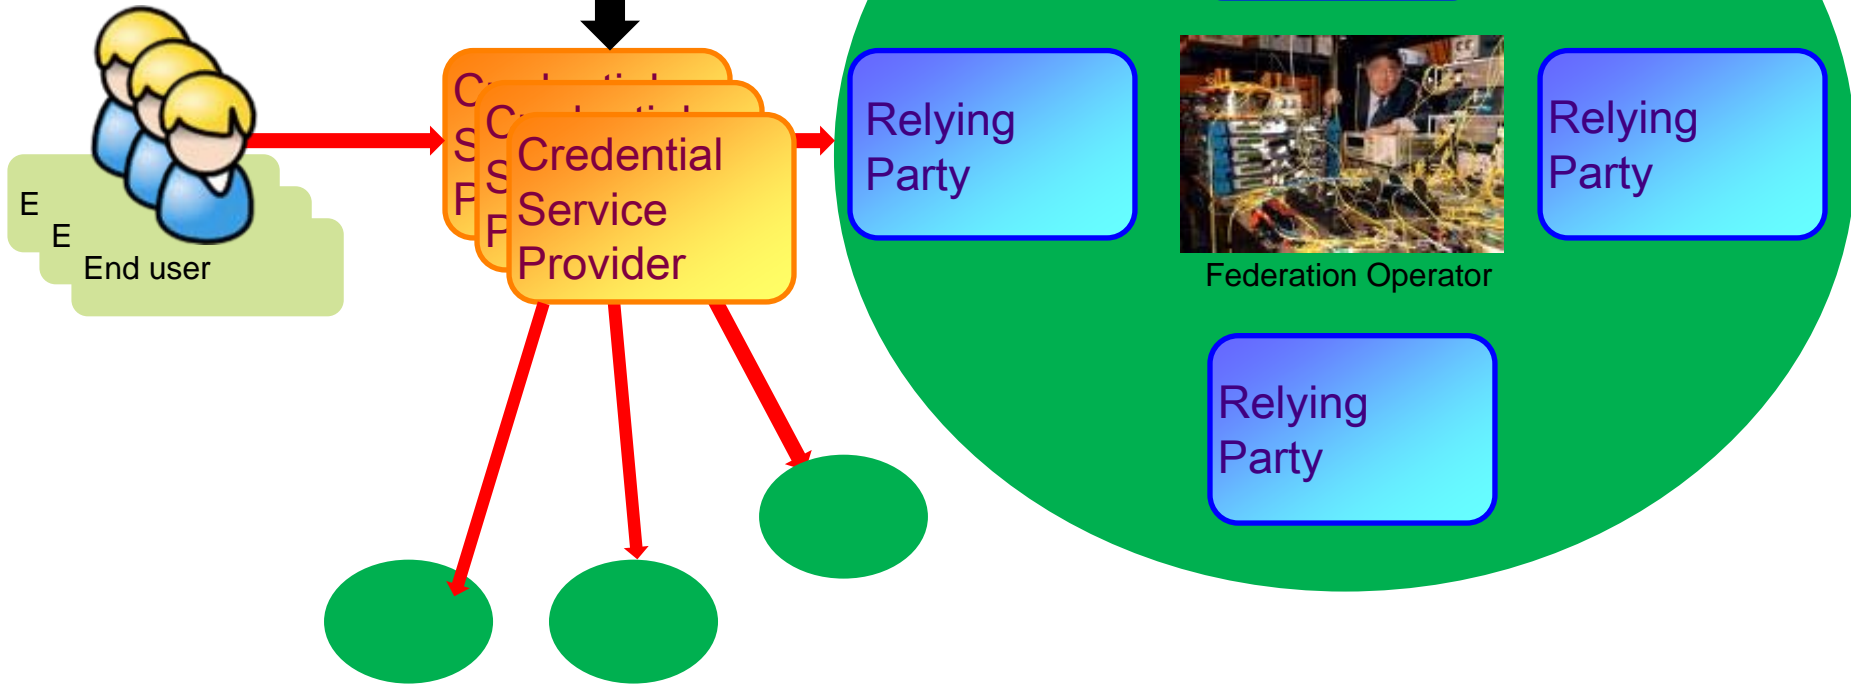 E
E
End user
Credential
Service
Provider
Relying
Party
Federation Operator
Relying
Party
Relying
Party